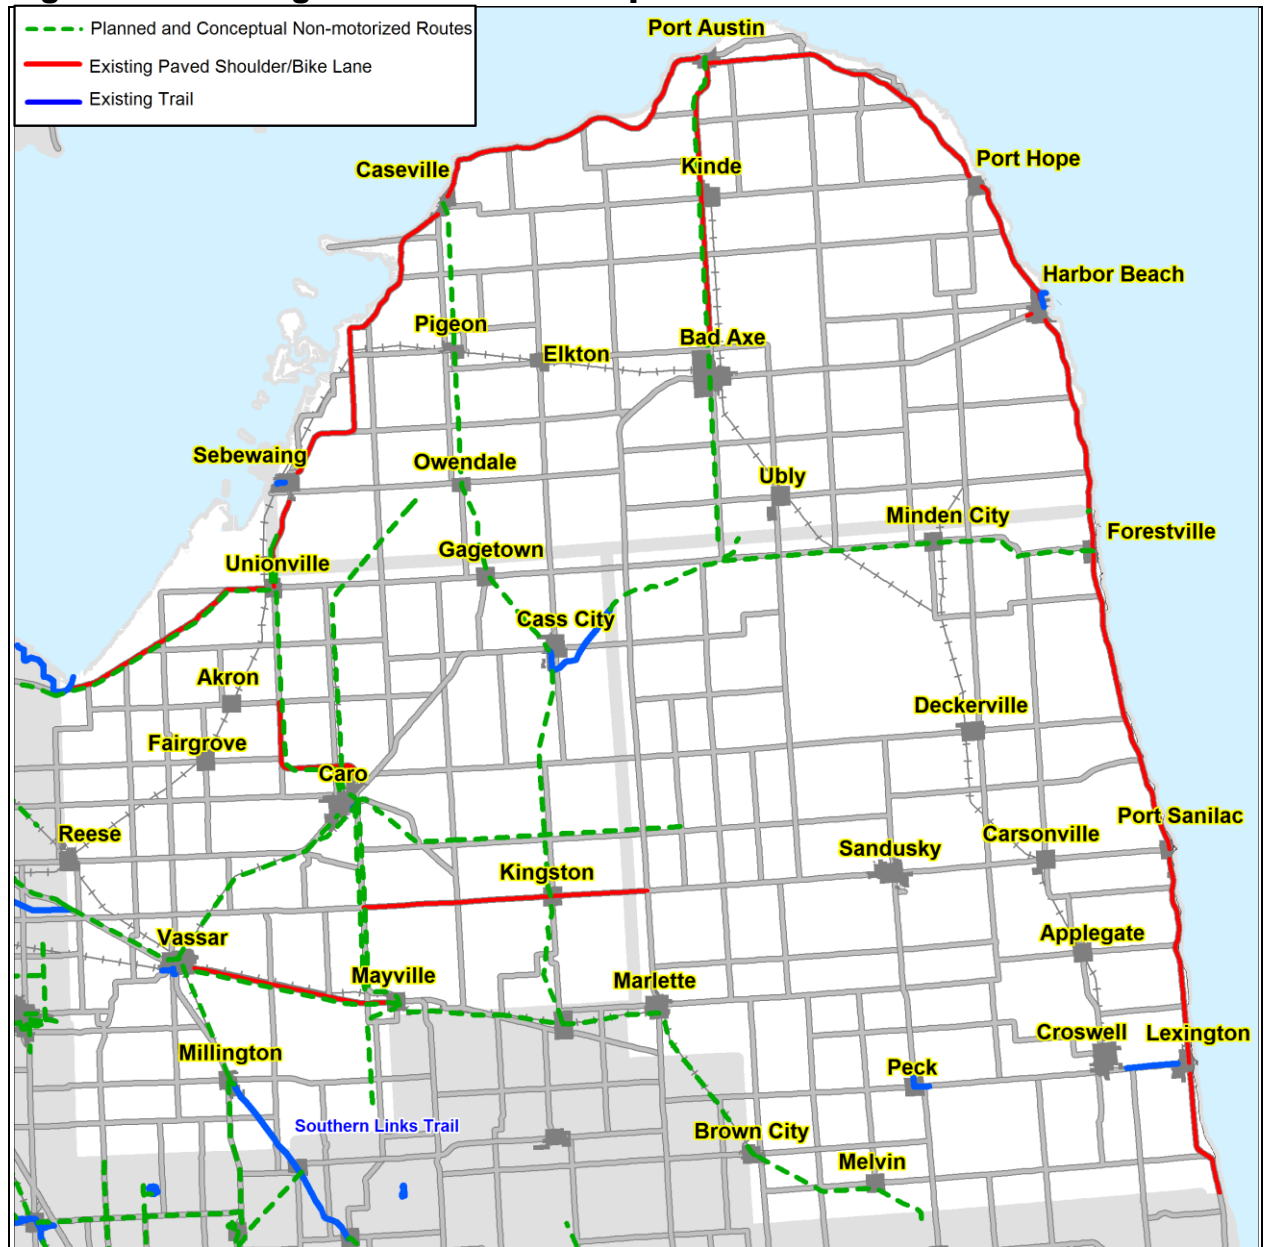 Planned and Conceptual Non-motorized Routes
Existing Paved Shoulder/Bike Lane
Existing Trail
Port Austin
Caseville
Kinde
Port Hope
Harbor Beach
Pigeon
Elkton
Bad Axe
Sebewaing
Owendale
Ubly
Minden City
Forestville
Unionville
Gagetown
Cass City
Akron
Deckerville
Fairgrove
Caro
Reese
Port Sanilac
Carsonville
Sandusky
Kingston
Vassar
Applegate
Mayville
Marlette
Millington
Croswell
Lexington
Peck
Southern Links Trail
Brown City
Melvin